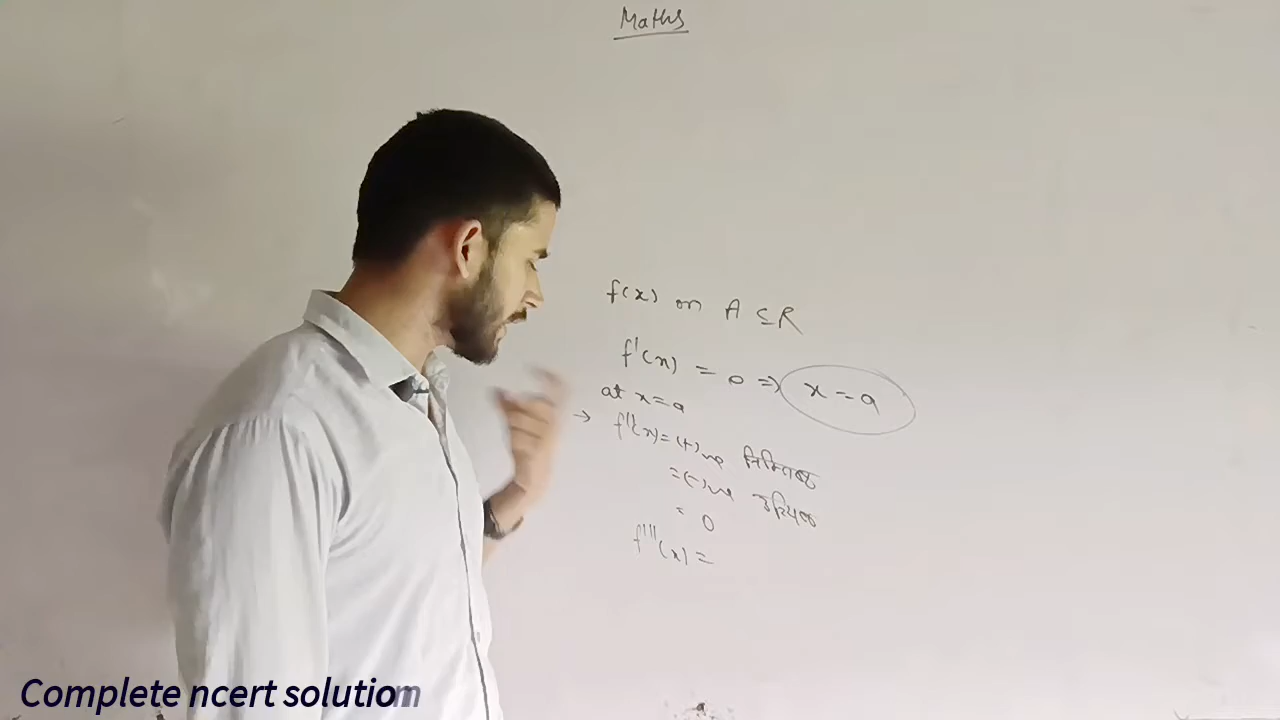 Maths
f(x) on A ⊆ R
f'(x) = 0 ⇒ x = a
at x = a
→ f''(x) = (+)ve निम्निष्ठ
= (-)ve उच्चिष्ठ
= 0
f'''(x) =
Complete ncert solution